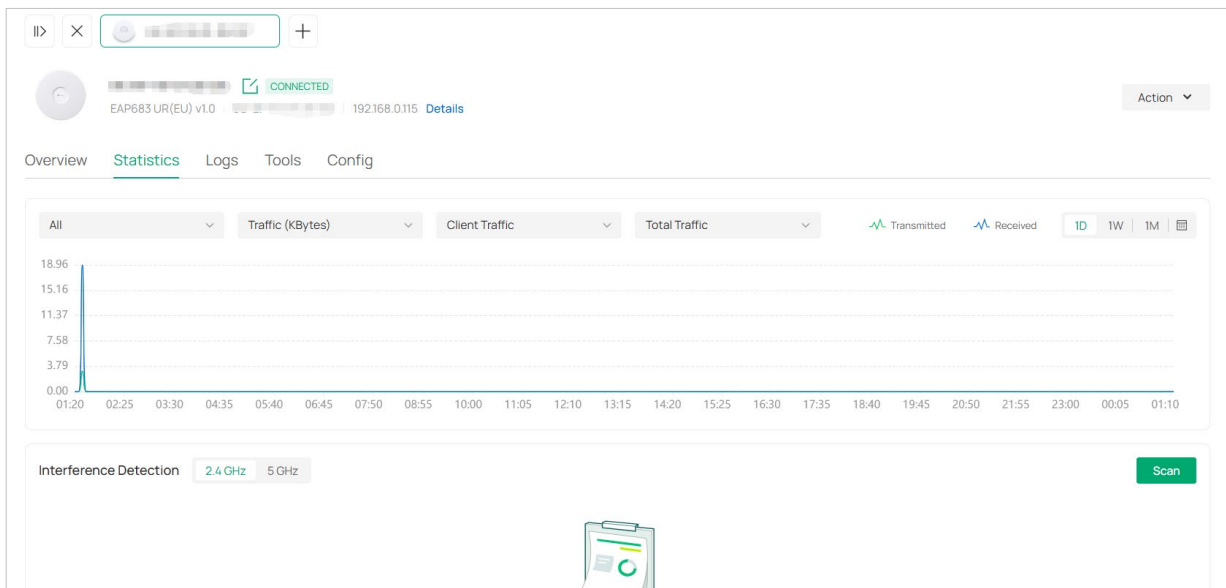 CONNECTED
EAP683 UR(EU) v1.0 192.168.0.115 Details
Action
Overview Statistics Logs Tools Config
All Traffic (KBytes) Client Traffic Total Traffic Transmitted Received 1D 1W 1M
18.96
15.16
11.37
7.58
3.79
0.00
01:20 02:25 03:30 04:35 05:40 06:45 07:50 08:55 10:00 11:05 12:10 13:15 14:20 15:25 16:30 17:35 18:40 19:45 20:50 21:55 23:00 00:05 01:10
Interference Detection 2.4 GHz 5 GHz Scan